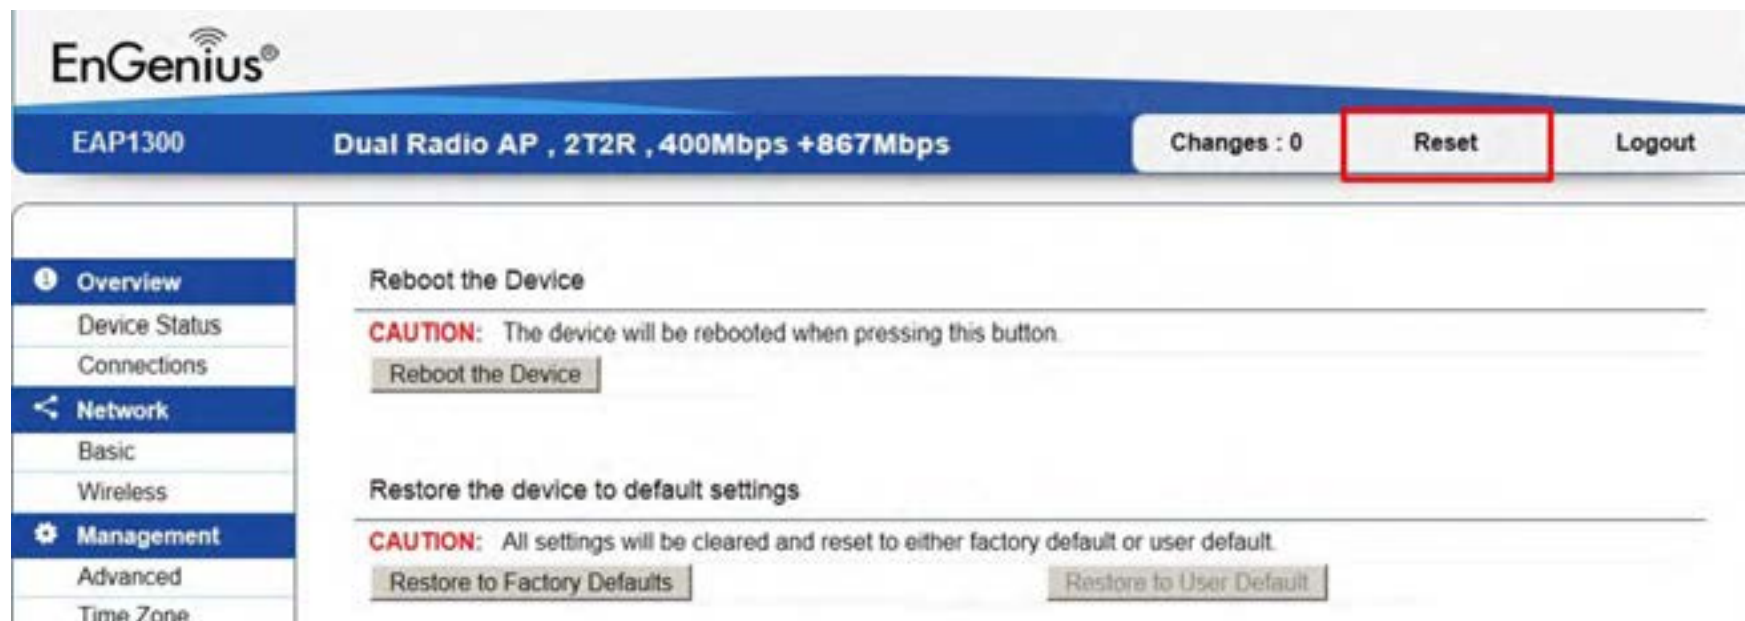 EnGenius®
EAP1300 Dual Radio AP , 2T2R , 400Mbps +867Mbps Changes : 0 Reset Logout
Overview
Device Status
Connections
Network
Basic
Wireless
Management
Advanced
Time Zone
Reboot the Device
CAUTION: The device will be rebooted when pressing this button.
Reboot the Device
Restore the device to default settings
CAUTION: All settings will be cleared and reset to either factory default or user default.
Restore to Factory Defaults Restore to User Default